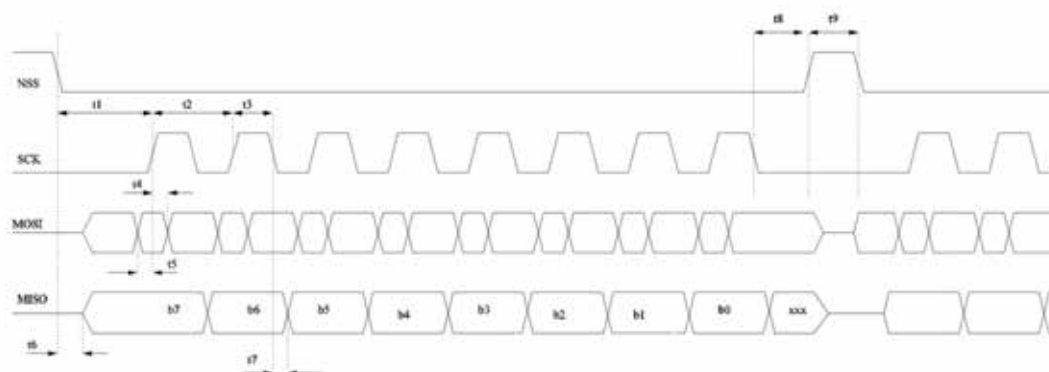 t8 t9
NSS
t1 t2 t3
SCK
t4
MOSI
t5
MISO b7 b6 b5 b4 b3 b2 b1 b0 xxx
t6
t7